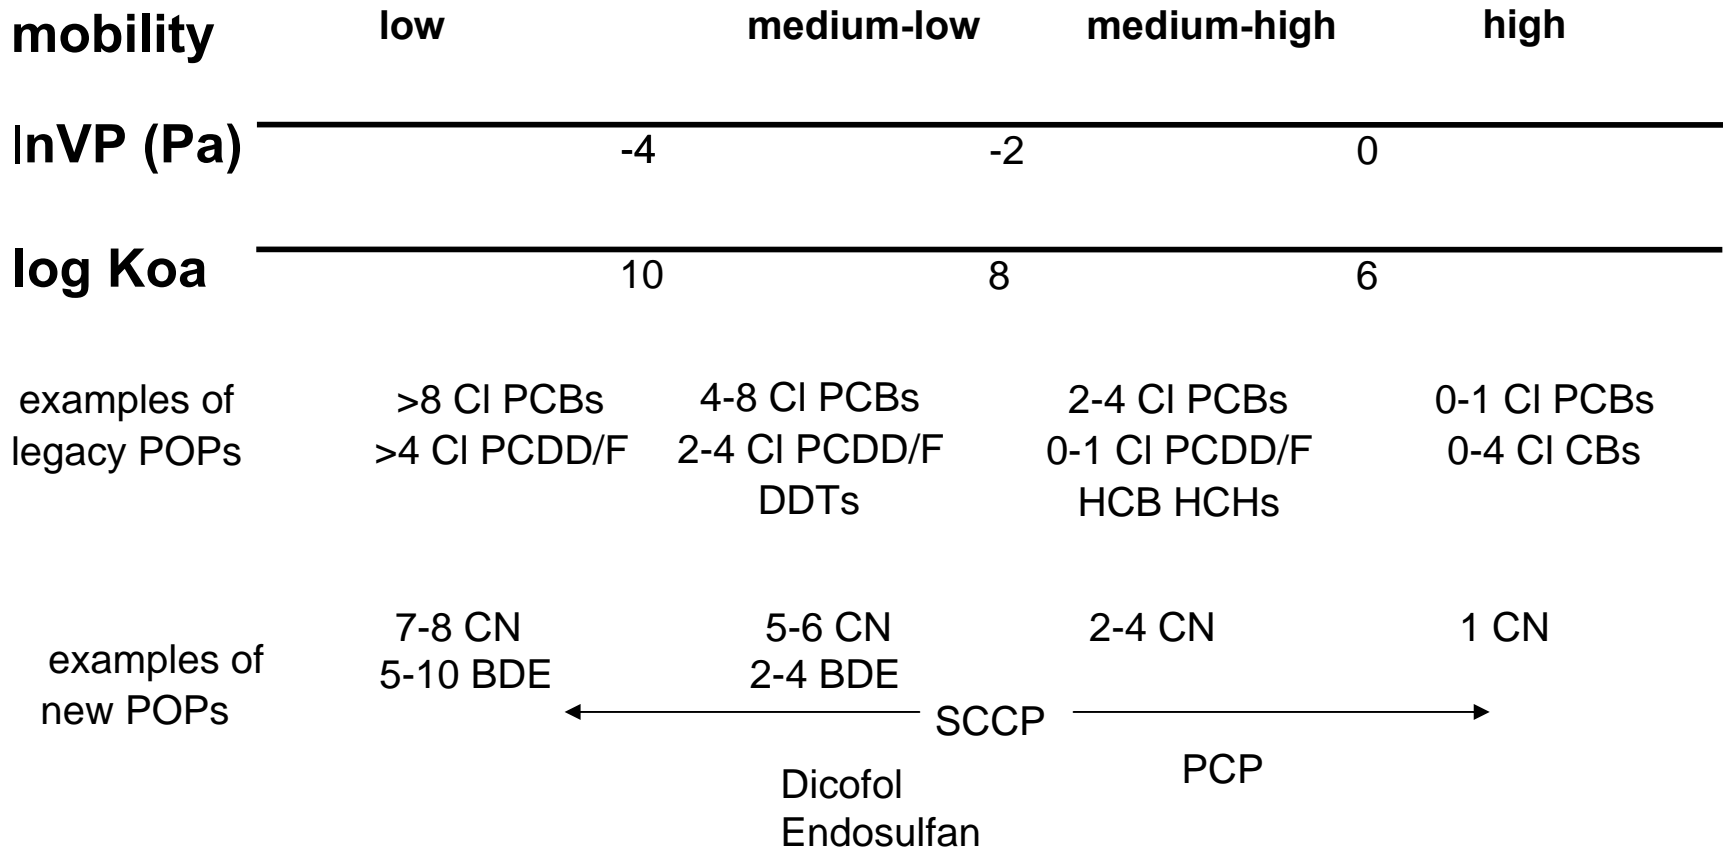 mobility low medium-low medium-high high
lnVP (Pa) -4 -2 0
log Koa 10 8 6
examples of >8 Cl PCBs 4-8 Cl PCBs 2-4 Cl PCBs 0-1 Cl PCBs
legacy POPs >4 Cl PCDD/F 2-4 Cl PCDD/F 0-1 Cl PCDD/F 0-4 Cl CBs
DDTs HCB HCHs
7-8 CN 5-6 CN 2-4 CN 1 CN
examples of 5-10 BDE 2-4 BDE
new POPs SCCP
PCP
Dicofol
Endosulfan